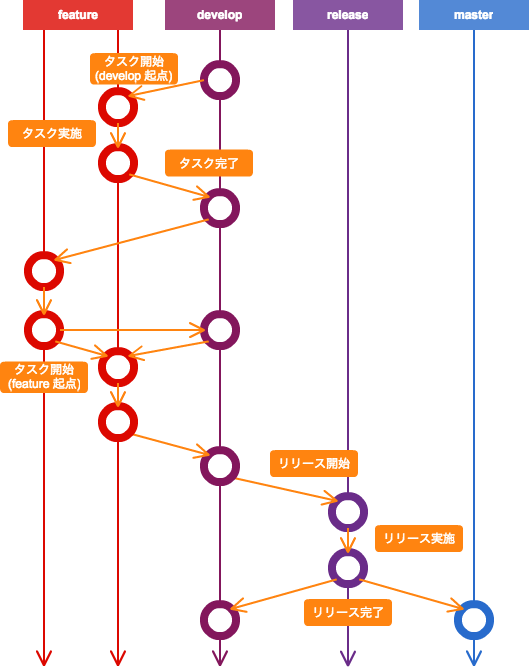 feature
develop
release
master
タスク開始
(develop 起点)
タスク実施
タスク完了
タスク開始
(feature 起点)
リリース開始
リリース実施
リリース完了